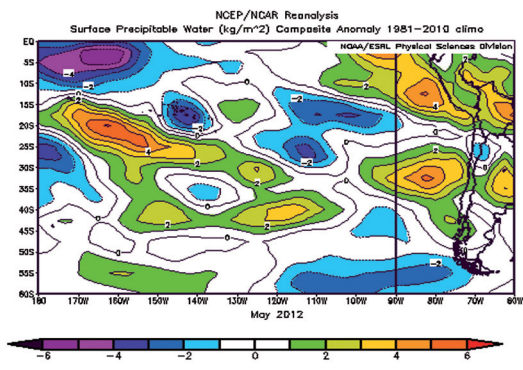 NCEP/NCAR Reanalysis
Surface Precipitable Water (kg/m^2) Composite Anomaly 1981-2010 climo
NOAA/ESRL Physical Sciences Division
EQ
5S
10S
15S
20S
25S
30S
35S
40S
45S
50S
55S
60S
180 170W 160W 150W 140W 130W 120W 110W 100W 90W 80W 70W 60W
May 2012
-6 -4 -2 0 2 4 6